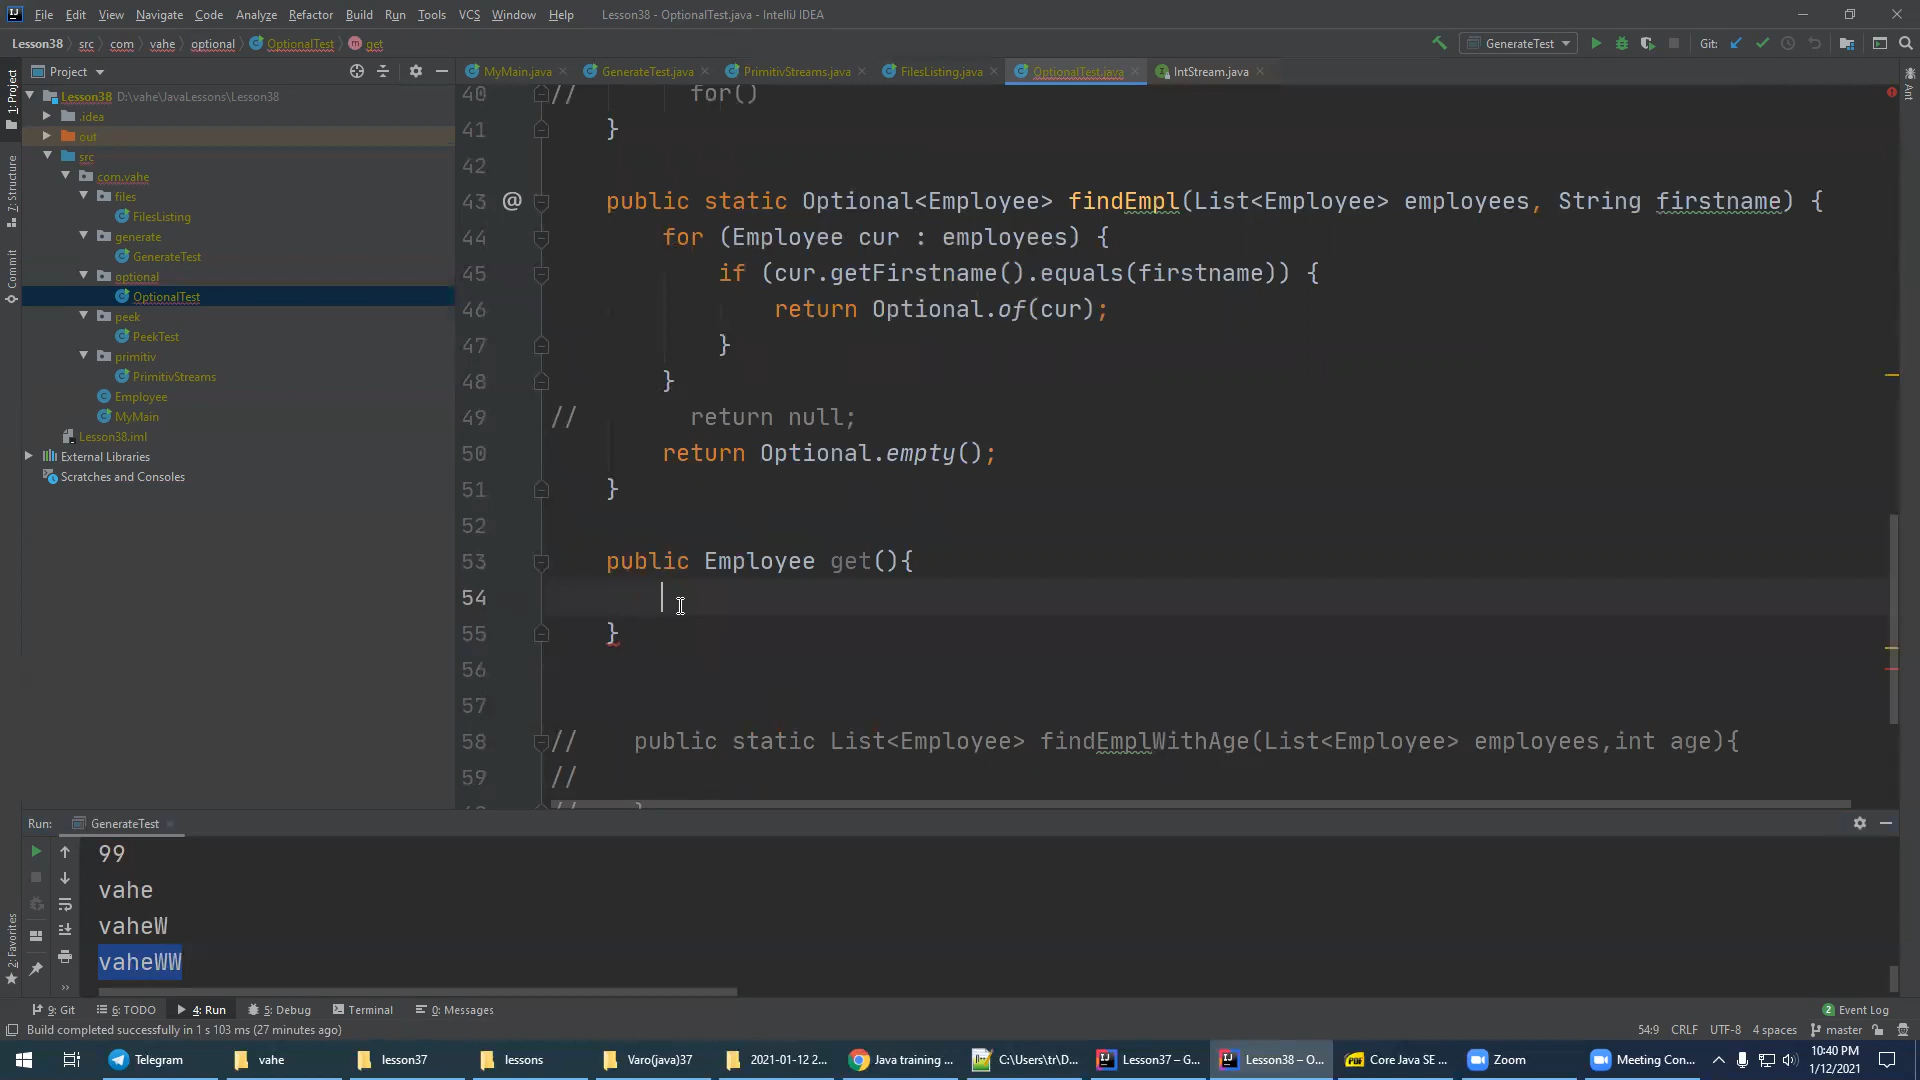 File Edit View Navigate Code Analyze Refactor Build Run Tools VCS Window Help Lesson38 - OptionalTest.java - IntelliJ IDEA
Lesson38 src com vahe optional OptionalTest get GenerateTest Git:
1: Project
7: Structure
Commit
2: Favorites
Ant
Project
MyMain.java GenerateTest.java PrimitivStreams.java FilesListing.java OptionalTest.java IntStream.java
Lesson38 D:\vahe\JavaLessons\Lesson38
.idea
out
src
com.vahe
files
FilesListing
generate
GenerateTest
optional
OptionalTest
peek
PeekTest
primitiv
PrimitivStreams
Employee
MyMain
Lesson38.iml
External Libraries
Scratches and Consoles
40 // for()
41 }
42
43 @ public static Optional<Employee> findEmpl(List<Employee> employees, String firstname) {
44 for (Employee cur : employees) {
45 if (cur.getFirstname().equals(firstname)) {
46 return Optional.of(cur);
47 }
48 }
49 // return null;
50 return Optional.empty();
51 }
52
53 public Employee get(){
54
55 }
56
57
58 // public static List<Employee> findEmplWithAge(List<Employee> employees,int age){
59 //
Run: GenerateTest
99
vahe
vaheW
vaheWW
9: Git 6: TODO 4: Run 5: Debug Terminal 0: Messages 2 Event Log
Build completed successfully in 1 s 103 ms (27 minutes ago) 54:9 CRLF UTF-8 4 spaces master
Telegram vahe lesson37 lessons Varo(java)37 2021-01-12 2... Java training ... C:\Users\tr\D... Lesson37 – G... Lesson38 – O... Core Java SE ... Zoom Meeting Con... 10:40 PM
1/12/2021